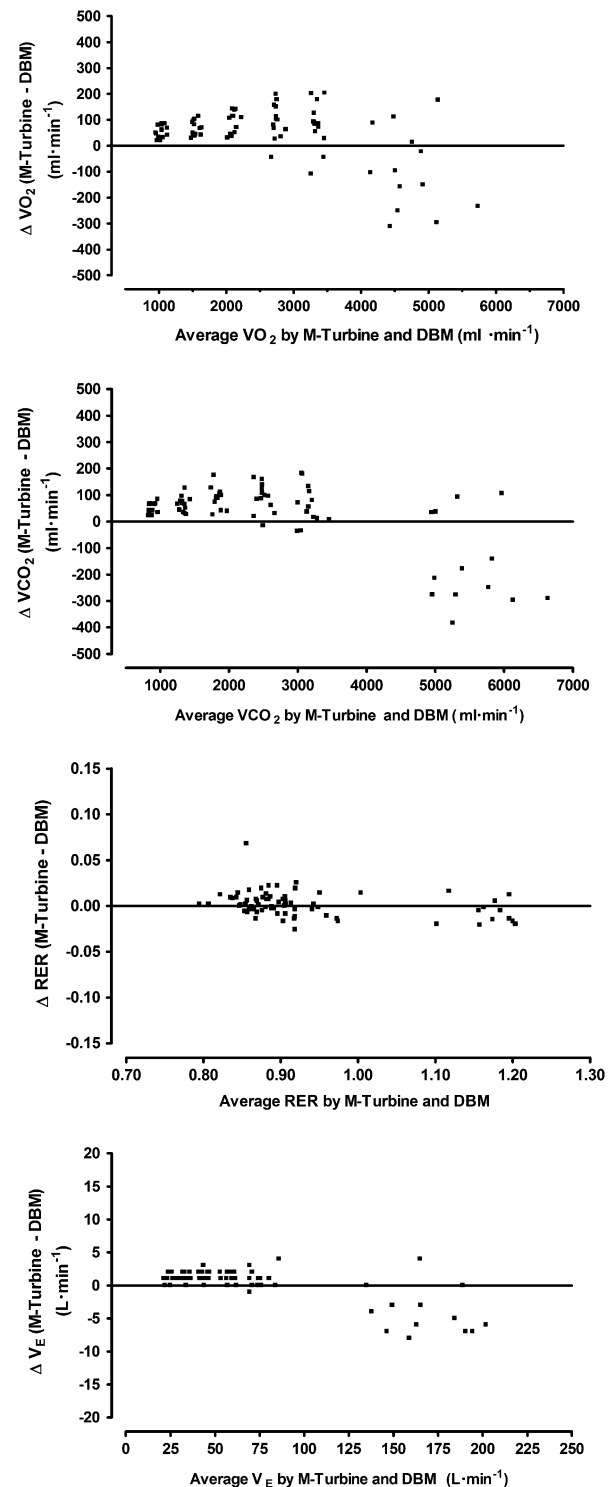 Δ VO2 (M-Turbine - DBM)
(ml·min-1)
500
400
300
200
100
0
-100
-200
-300
-400
-500
1000 2000 3000 4000 5000 6000 7000
Average VO2 by M-Turbine and DBM (ml ·min-1)
Δ VCO2 (M-Turbine - DBM)
(ml·min-1)
500
400
300
200
100
0
-100
-200
-300
-400
-500
1000 2000 3000 4000 5000 6000 7000
Average VCO2 by M-Turbine and DBM (ml·min-1)
Δ RER (M-Turbine - DBM)
0.15
0.10
0.05
0.00
-0.05
-0.10
-0.15
0.70 0.80 0.90 1.00 1.10 1.20 1.30
Average RER by M-Turbine and DBM
Δ VE (M-Turbine - DBM)
(L·min-1)
20
15
10
5
0
-5
-10
-15
-20
0 25 50 75 100 125 150 175 200 225 250
Average VE by M-Turbine and DBM (L·min-1)